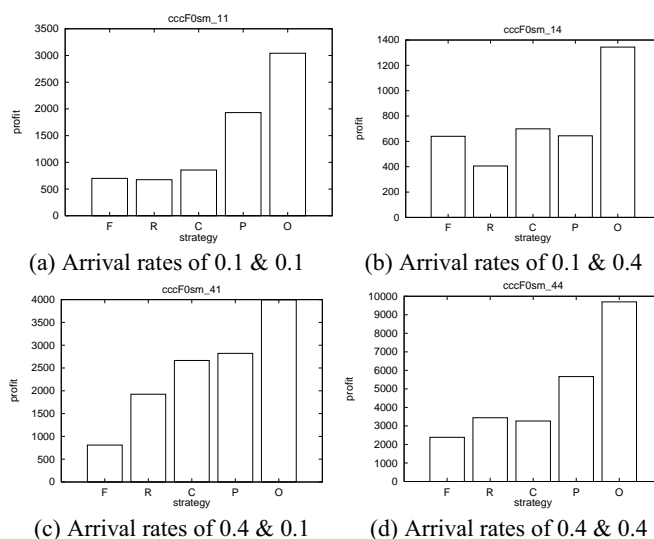 cccF0sm_11
3500
3000
2500
2000
1500
1000
500
0
profit
F R C P O
strategy
(a) Arrival rates of 0.1 & 0.1
cccF0sm_14
1400
1200
1000
800
600
400
200
0
profit
F R C P O
strategy
(b) Arrival rates of 0.1 & 0.4
cccF0sm_41
4000
3500
3000
2500
2000
1500
1000
500
0
profit
F R C P O
strategy
(c) Arrival rates of 0.4 & 0.1
cccF0sm_44
10000
9000
8000
7000
6000
5000
4000
3000
2000
1000
0
profit
F R C P O
strategy
(d) Arrival rates of 0.4 & 0.4